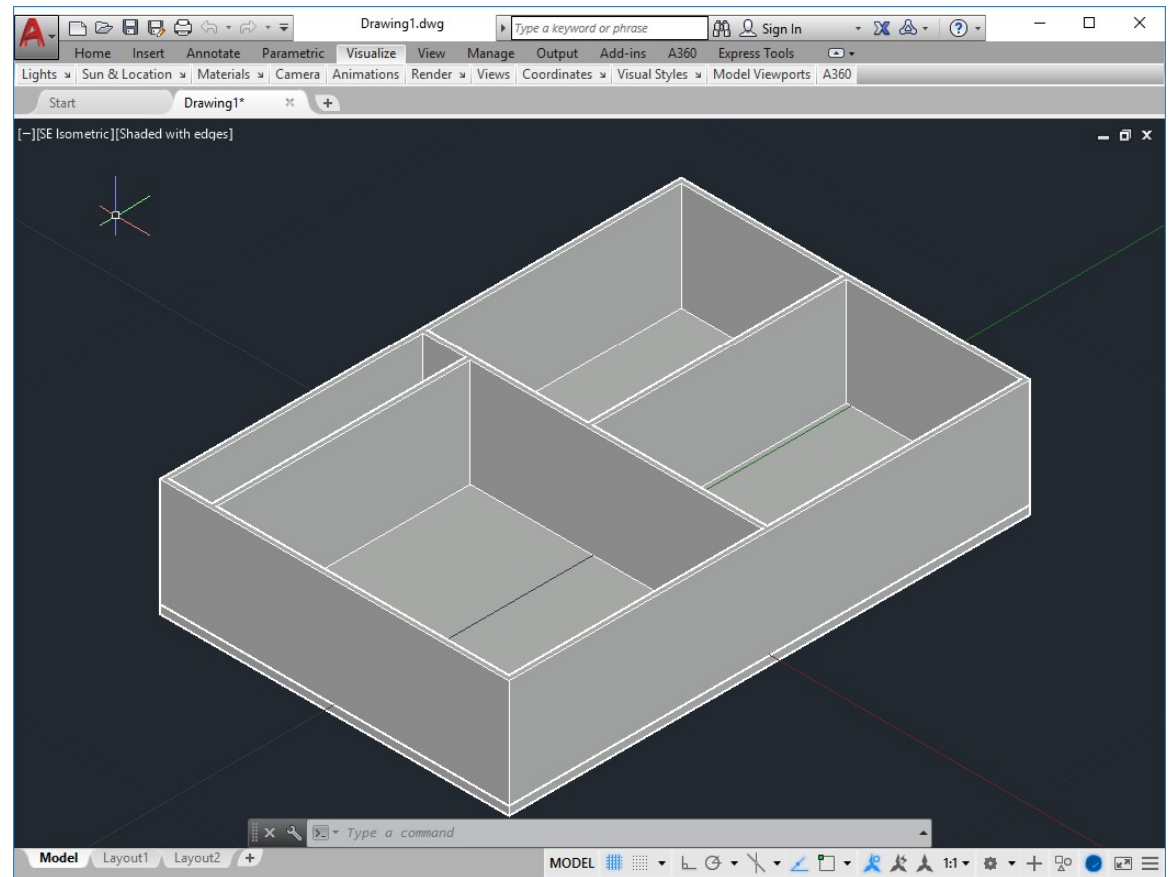 A Drawing1.dwg Type a keyword or phrase Sign In ?
Home Insert Annotate Parametric Visualize View Manage Output Add-ins A360 Express Tools
Lights Sun & Location Materials Camera Animations Render Views Coordinates Visual Styles Model Viewports A360
Start Drawing1* +
[−][SE Isometric][Shaded with edges]
Type a command
Model Layout1 Layout2 + MODEL 1:1